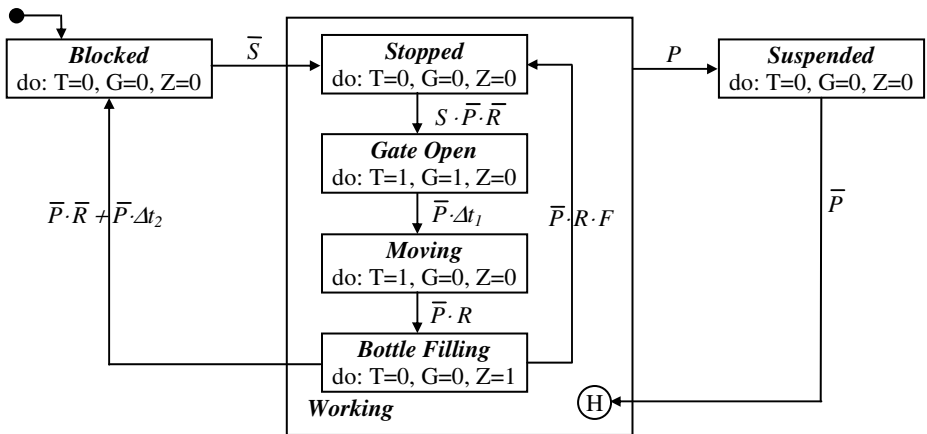 Blocked
do: T=0, G=0, Z=0
S̅
Stopped
do: T=0, G=0, Z=0
P
Suspended
do: T=0, G=0, Z=0
S · P̅ · R̅
Gate Open
do: T=1, G=1, Z=0
P̅ · R̅ + P̅ · Δt₂
P̅ · Δt₁
P̅ · R · F
P̅
Moving
do: T=1, G=0, Z=0
P̅ · R
Bottle Filling
do: T=0, G=0, Z=1
Working
H